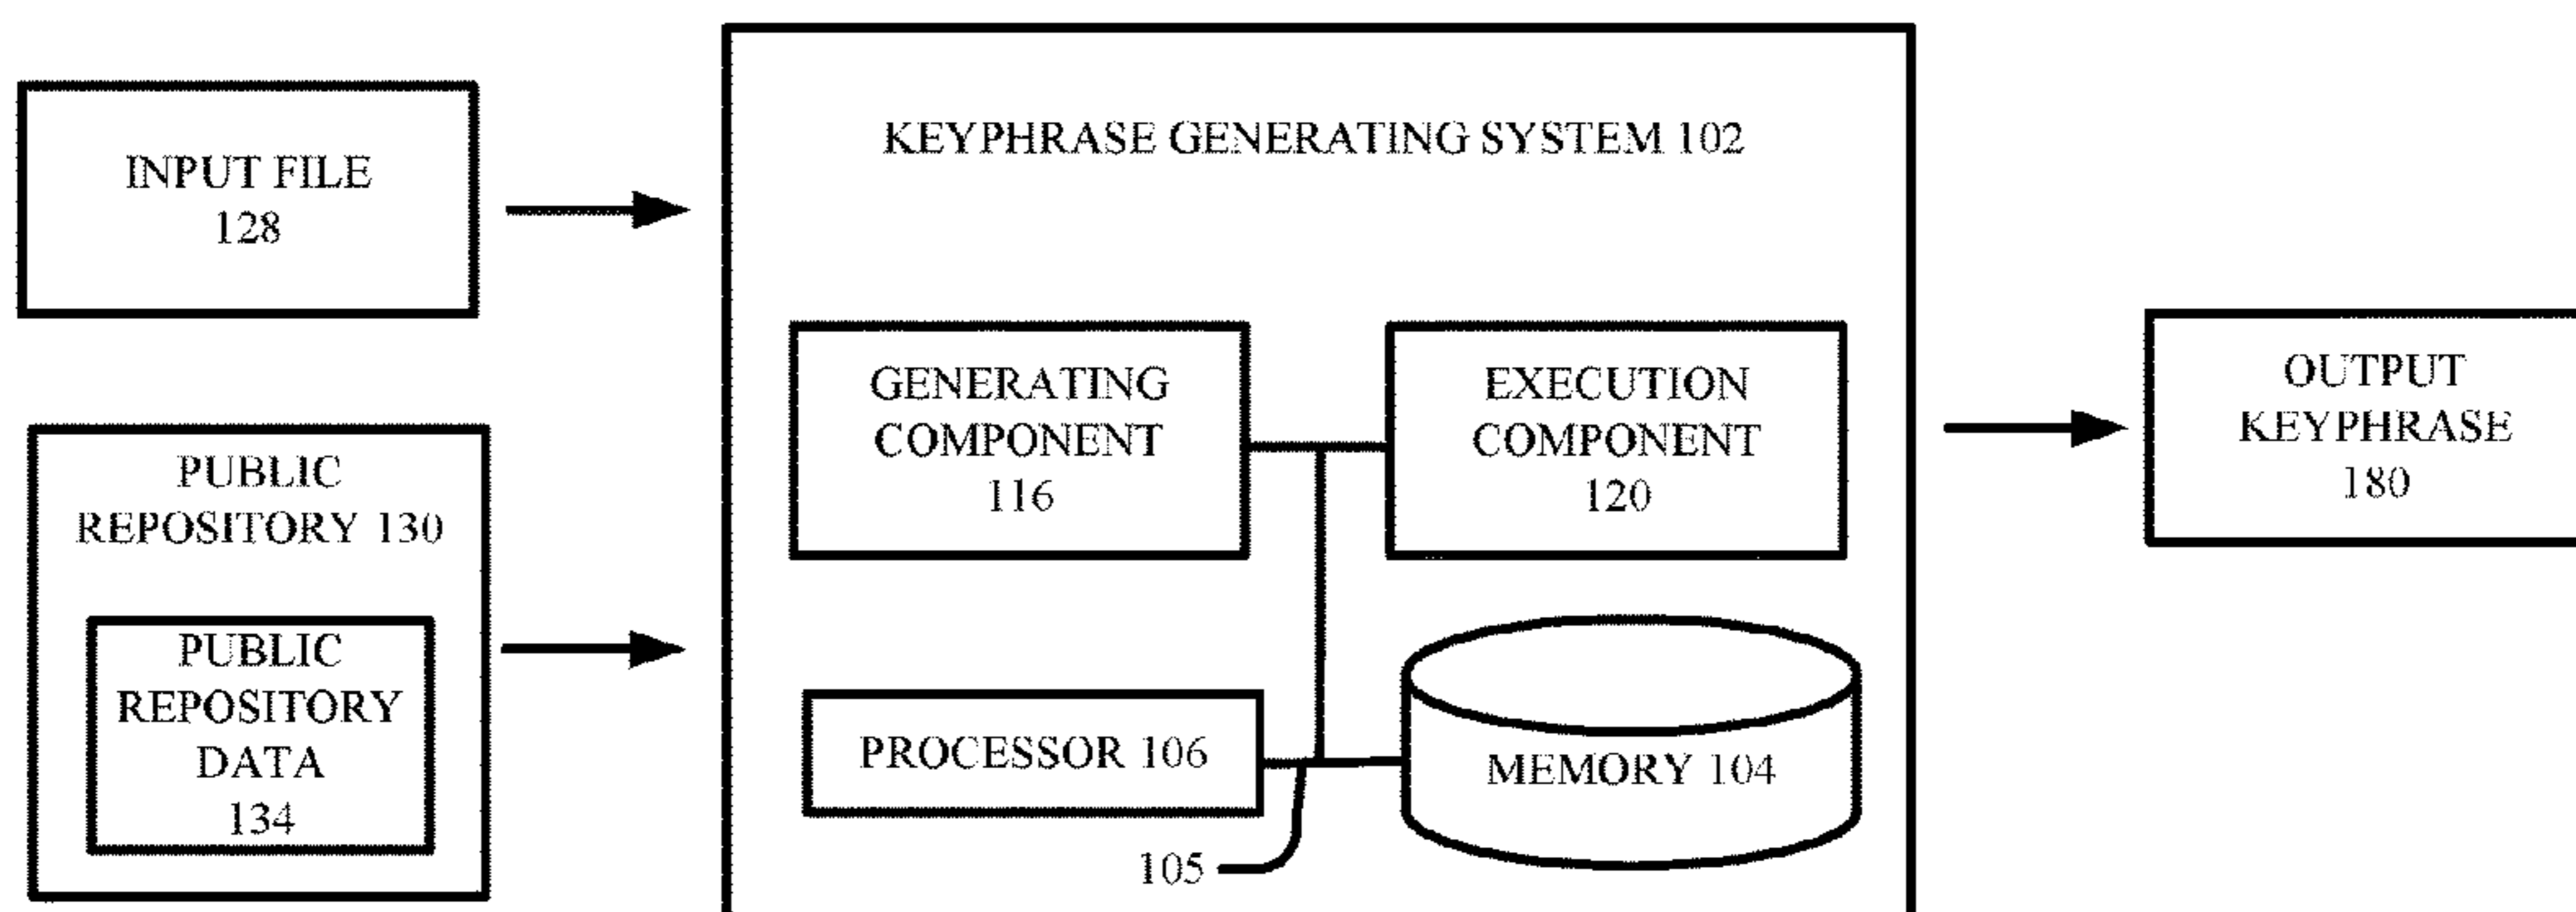 INPUT FILE
128
PUBLIC
REPOSITORY 130
PUBLIC
REPOSITORY
DATA
134
KEYPHRASE GENERATING SYSTEM 102
GENERATING
COMPONENT
116
EXECUTION
COMPONENT
120
PROCESSOR 106
MEMORY 104
105
OUTPUT
KEYPHRASE
180